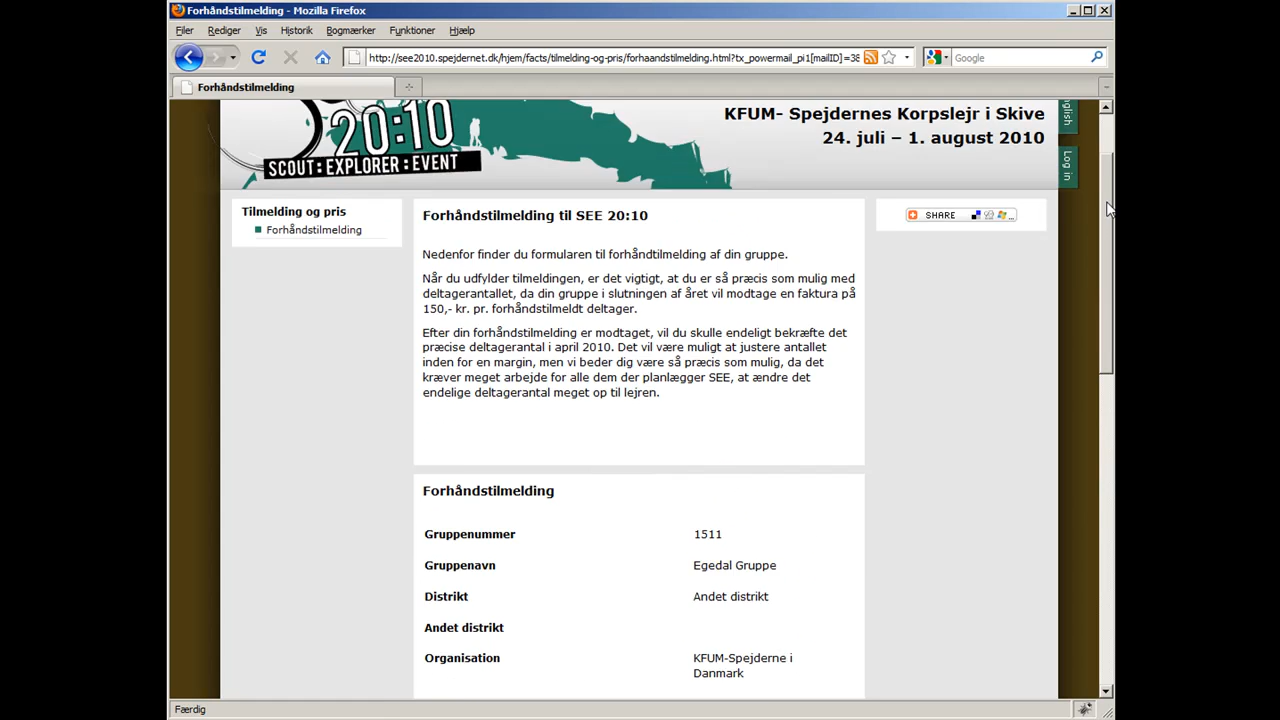 Forhåndstilmelding - Mozilla Firefox
Filer Rediger Vis Historik Bogmærker Funktioner Hjælp
http://see2010.spejdernet.dk/hjem/facts/tilmelding-og-pris/forhaandstilmelding.html?tx_powermail_pi1[mailID]=38
Google
Forhåndstilmelding
20:10
SCOUT:EXPLORER:EVENT
KFUM- Spejdernes Korpslejr i Skive
24. juli – 1. august 2010
Log in
Tilmelding og pris
Forhåndstilmelding
Forhåndstilmelding til SEE 20:10
Nedenfor finder du formularen til forhåndtilmelding af din gruppe.
Når du udfylder tilmeldingen, er det vigtigt, at du er så præcis som mulig med
deltagerantallet, da din gruppe i slutningen af året vil modtage en faktura på
150,- kr. pr. forhåndstilmeldt deltager.
Efter din forhåndstilmelding er modtaget, vil du skulle endeligt bekræfte det
præcise deltagerantal i april 2010. Det vil være muligt at justere antallet
inden for en margin, men vi beder dig være så præcis som mulig, da det
kræver meget arbejde for alle dem der planlægger SEE, at ændre det
endelige deltagerantal meget op til lejren.
SHARE
Forhåndstilmelding
Gruppenummer 1511
Gruppenavn Egedal Gruppe
Distrikt Andet distrikt
Andet distrikt
Organisation KFUM-Spejderne i
Danmark
Færdig